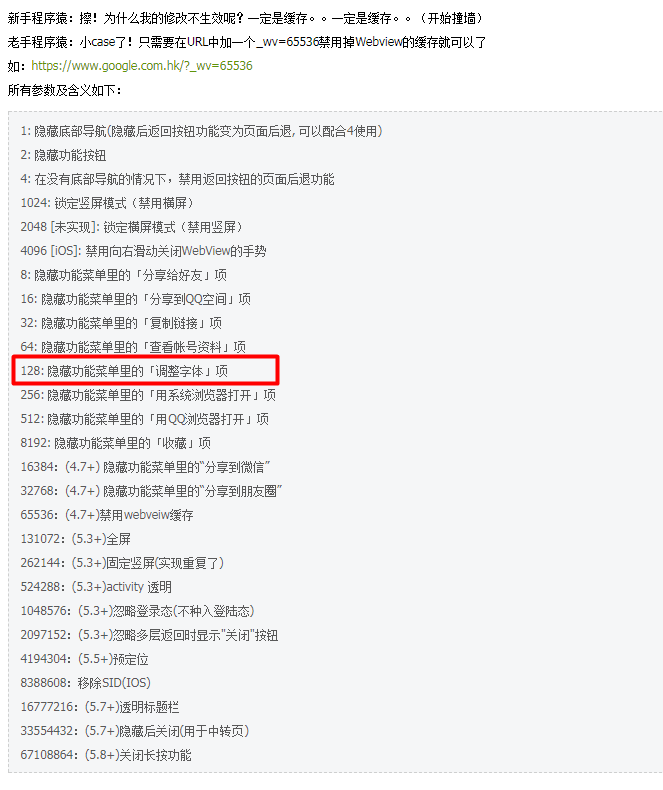 新手程序猿：擦！为什么我的修改不生效呢？一定是缓存。。一定是缓存。。（开始撞墙）
老手程序猿：小case了！只需要在URL中加一个_wv=65536禁用掉Webview的缓存就可以了
如：https://www.google.com.hk/?_wv=65536
所有参数及含义如下：
1: 隐藏底部导航(隐藏后返回按钮功能变为页面后退, 可以配合4使用)
2: 隐藏功能按钮
4: 在没有底部导航的情况下，禁用返回按钮的页面后退功能
1024: 锁定竖屏模式（禁用横屏）
2048 [未实现]: 锁定横屏模式（禁用竖屏）
4096 [iOS]: 禁用向右滑动关闭WebView的手势
8: 隐藏功能菜单里的「分享给好友」项
16: 隐藏功能菜单里的「分享到QQ空间」项
32: 隐藏功能菜单里的「复制链接」项
64: 隐藏功能菜单里的「查看帐号资料」项
128: 隐藏功能菜单里的「调整字体」项
256: 隐藏功能菜单里的「用系统浏览器打开」项
512: 隐藏功能菜单里的「用QQ浏览器打开」项
8192: 隐藏功能菜单里的「收藏」项
16384：(4.7+) 隐藏功能菜单里的“分享到微信”
32768：(4.7+) 隐藏功能菜单里的“分享到朋友圈”
65536：(4.7+)禁用webveiw缓存
131072：(5.3+)全屏
262144：(5.3+)固定竖屏(实现重复了)
524288：(5.3+)activity 透明
1048576：(5.3+)忽略登录态(不种入登陆态)
2097152：(5.3+)忽略多层返回时显示"关闭"按钮
4194304：(5.5+)预定位
8388608：移除SID(IOS)
16777216：(5.7+)透明标题栏
33554432：(5.7+)隐藏后关闭(用于中转页)
67108864：(5.8+)关闭长按功能